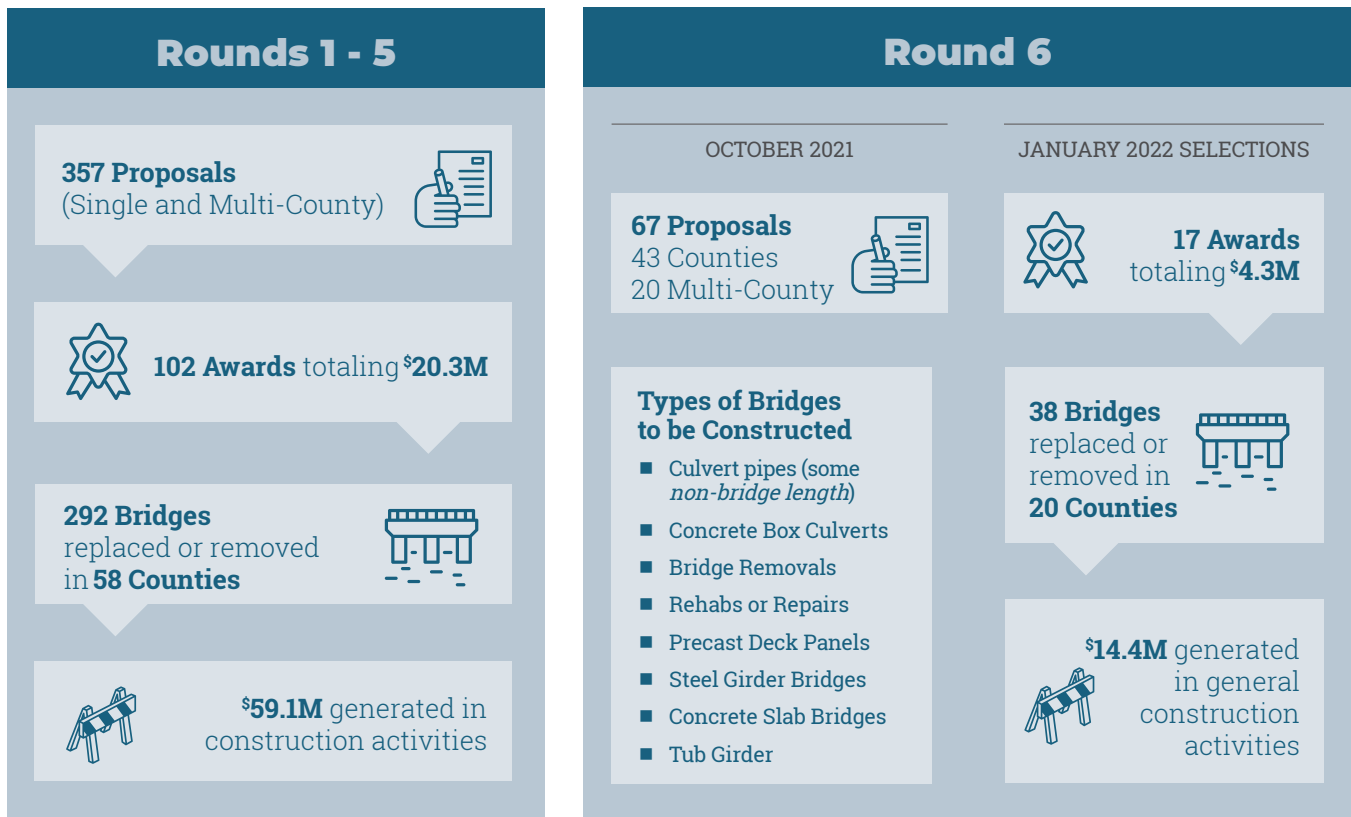 Rounds 1 - 5
357 Proposals
(Single and Multi-County)
102 Awards totaling $20.3M
292 Bridges
replaced or removed
in 58 Counties
$59.1M generated in
construction activities
Round 6
OCTOBER 2021
67 Proposals
43 Counties
20 Multi-County
Types of Bridges
to be Constructed
■ Culvert pipes (some
non-bridge length)
■ Concrete Box Culverts
■ Bridge Removals
■ Rehabs or Repairs
■ Precast Deck Panels
■ Steel Girder Bridges
■ Concrete Slab Bridges
■ Tub Girder
JANUARY 2022 SELECTIONS
17 Awards
totaling $4.3M
38 Bridges
replaced or
removed in
20 Counties
$14.4M generated
in general
construction
activities